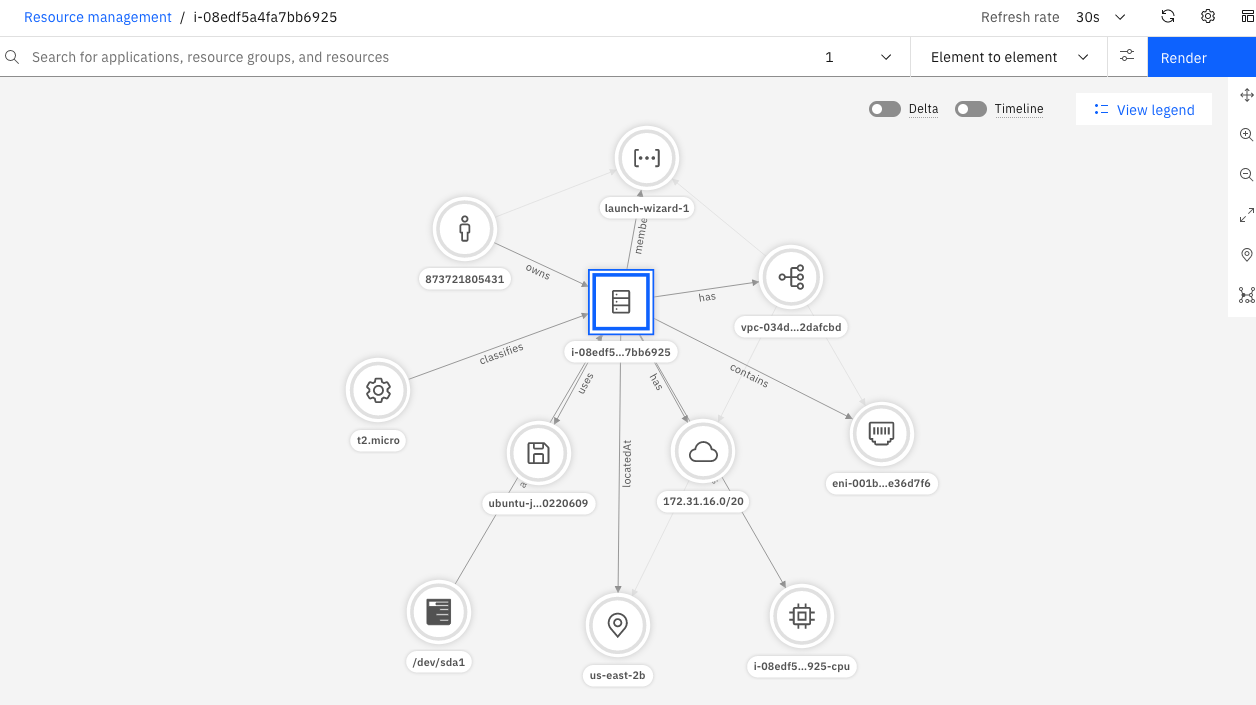 Resource management / i-08edf5a4fa7bb6925
Refresh rate 30s
Search for applications, resource groups, and resources
1
Element to element
Render
Delta
Timeline
View legend
launch-wizard-1
873721805431
owns
has
vpc-034d...2dafcbd
i-08edf5...7bb6925
classifies
uses
has
contains
t2.micro
locatedAt
eni-001b...e36d7f6
ubuntu-j...0220609
172.31.16.0/20
/dev/sda1
us-east-2b
i-08edf5...925-cpu